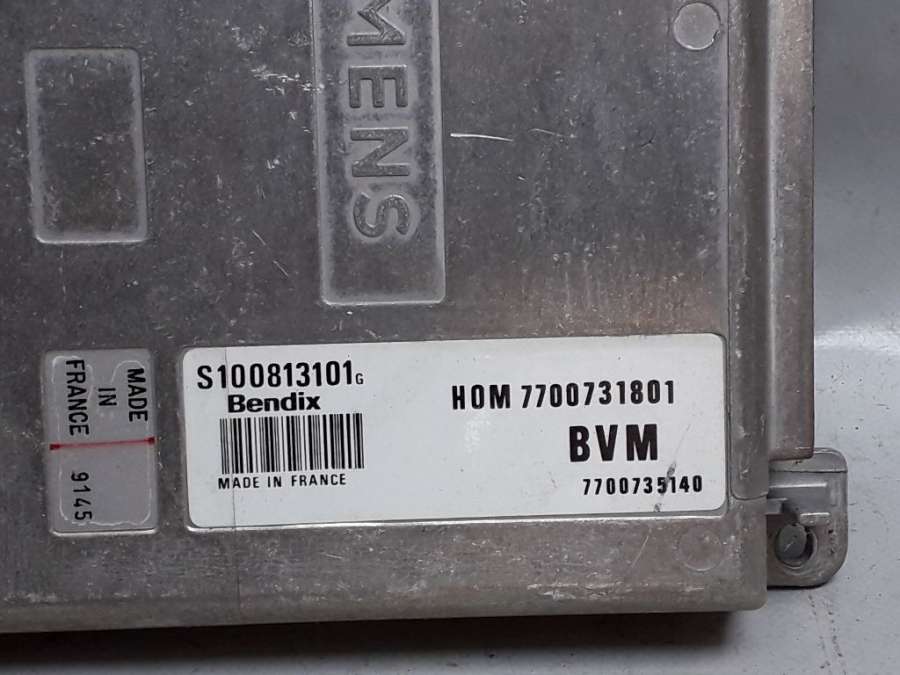 MENS
MADE
IN
FRANCE 9145
S100813101G
Bendix
MADE IN FRANCE
HOM 7700731801
BVM
7700735140